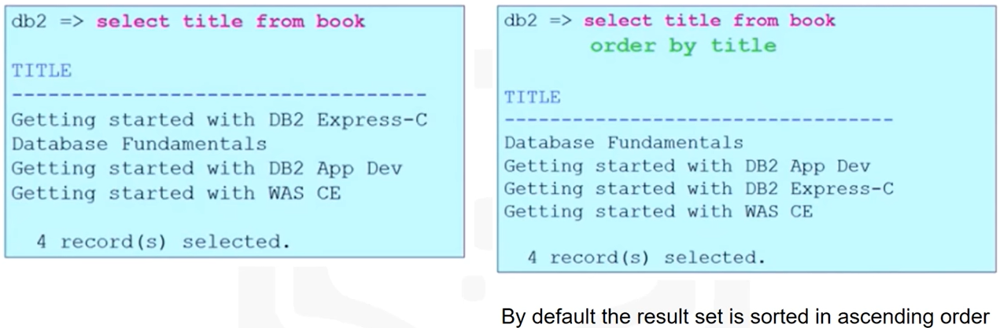 db2 => select title from book

TITLE
----------------------------------
Getting started with DB2 Express-C
Database Fundamentals
Getting started with DB2 App Dev
Getting started with WAS CE

4 record(s) selected.

db2 => select title from book
order by title

TITLE
----------------------------------
Database Fundamentals
Getting started with DB2 App Dev
Getting started with DB2 Express-C
Getting started with WAS CE

4 record(s) selected.

By default the result set is sorted in ascending order